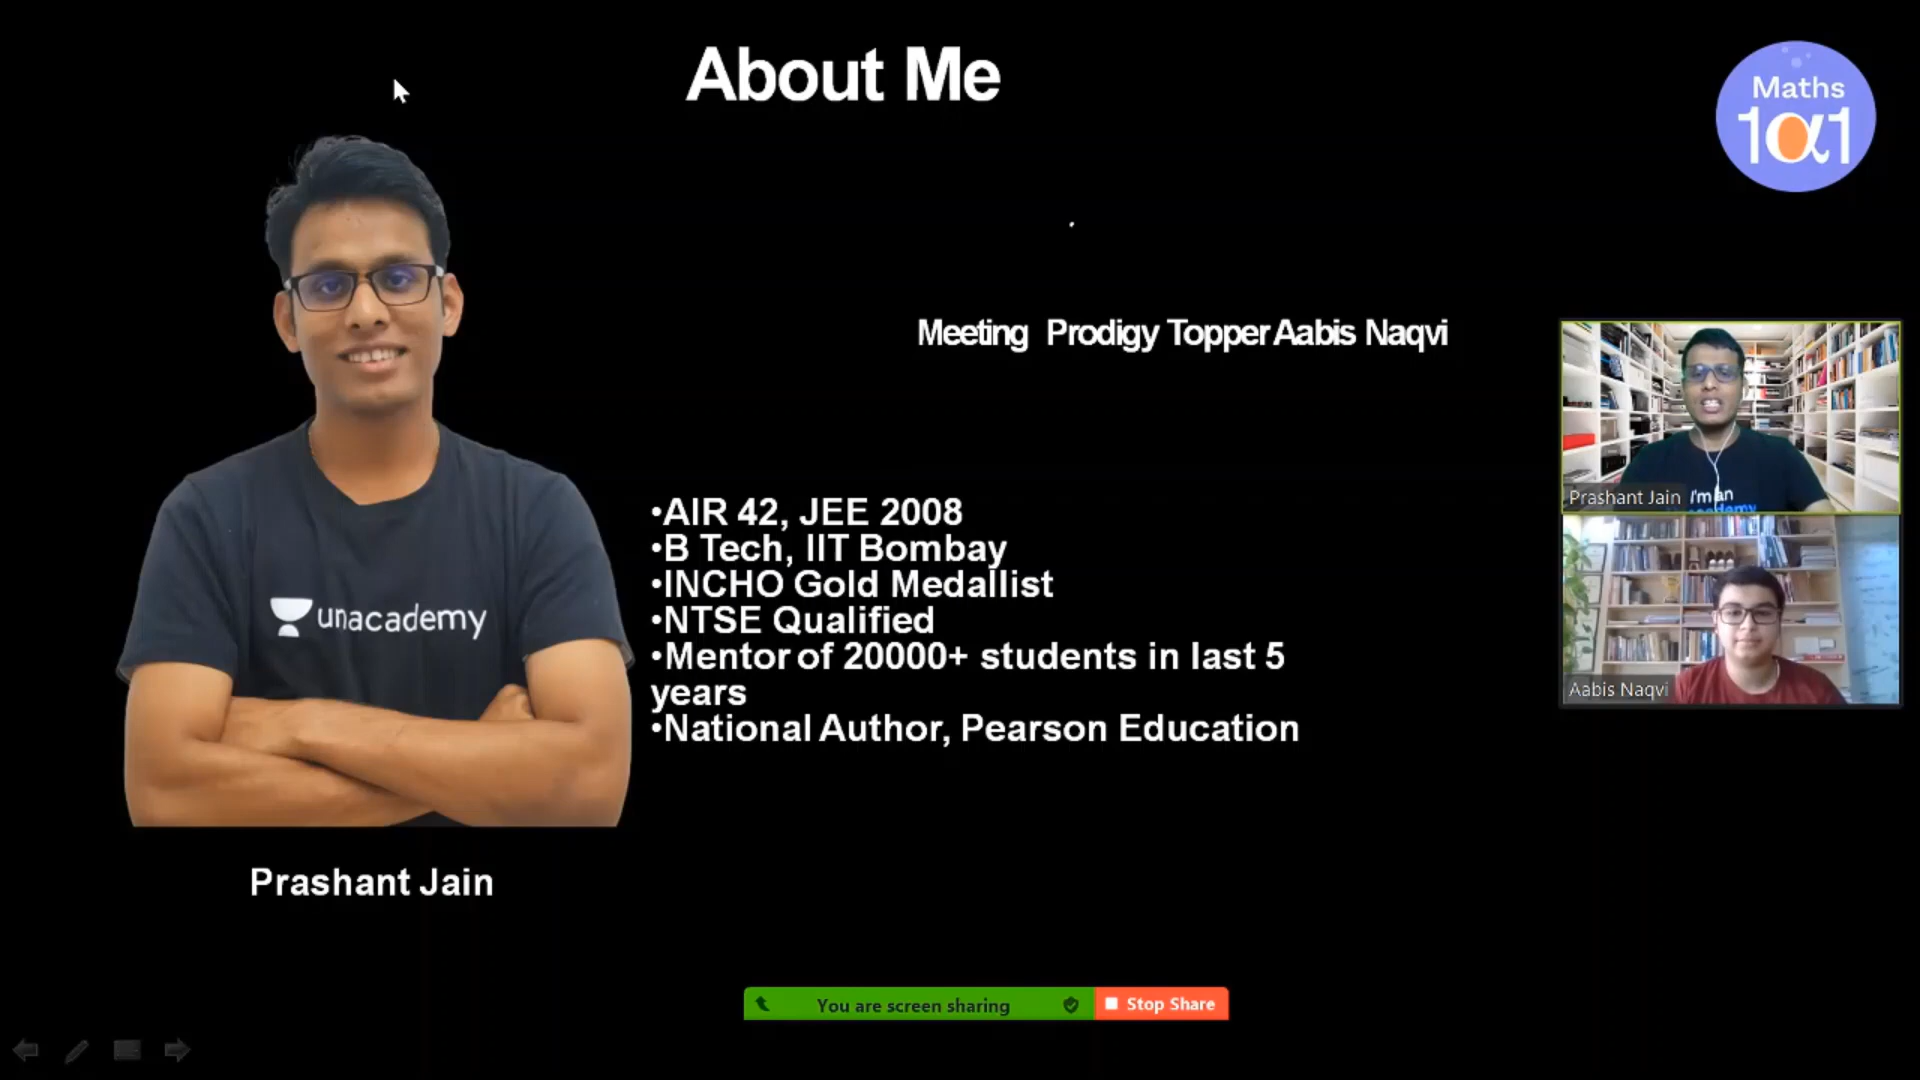 About Me
Maths
1α1
Meeting Prodigy Topper Aabis Naqvi
•AIR 42, JEE 2008
•B Tech, IIT Bombay
•INCHO Gold Medallist
•NTSE Qualified
•Mentor of 20000+ students in last 5
years
•National Author, Pearson Education
unacademy
Prashant Jain
Prashant Jain
I'm an
Aabis Naqvi
You are screen sharing
Stop Share